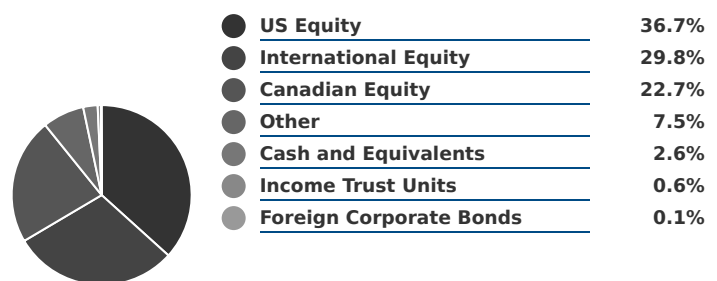 US Equity 36.7%
International Equity 29.8%
Canadian Equity 22.7%
Other 7.5%
Cash and Equivalents 2.6%
Income Trust Units 0.6%
Foreign Corporate Bonds 0.1%